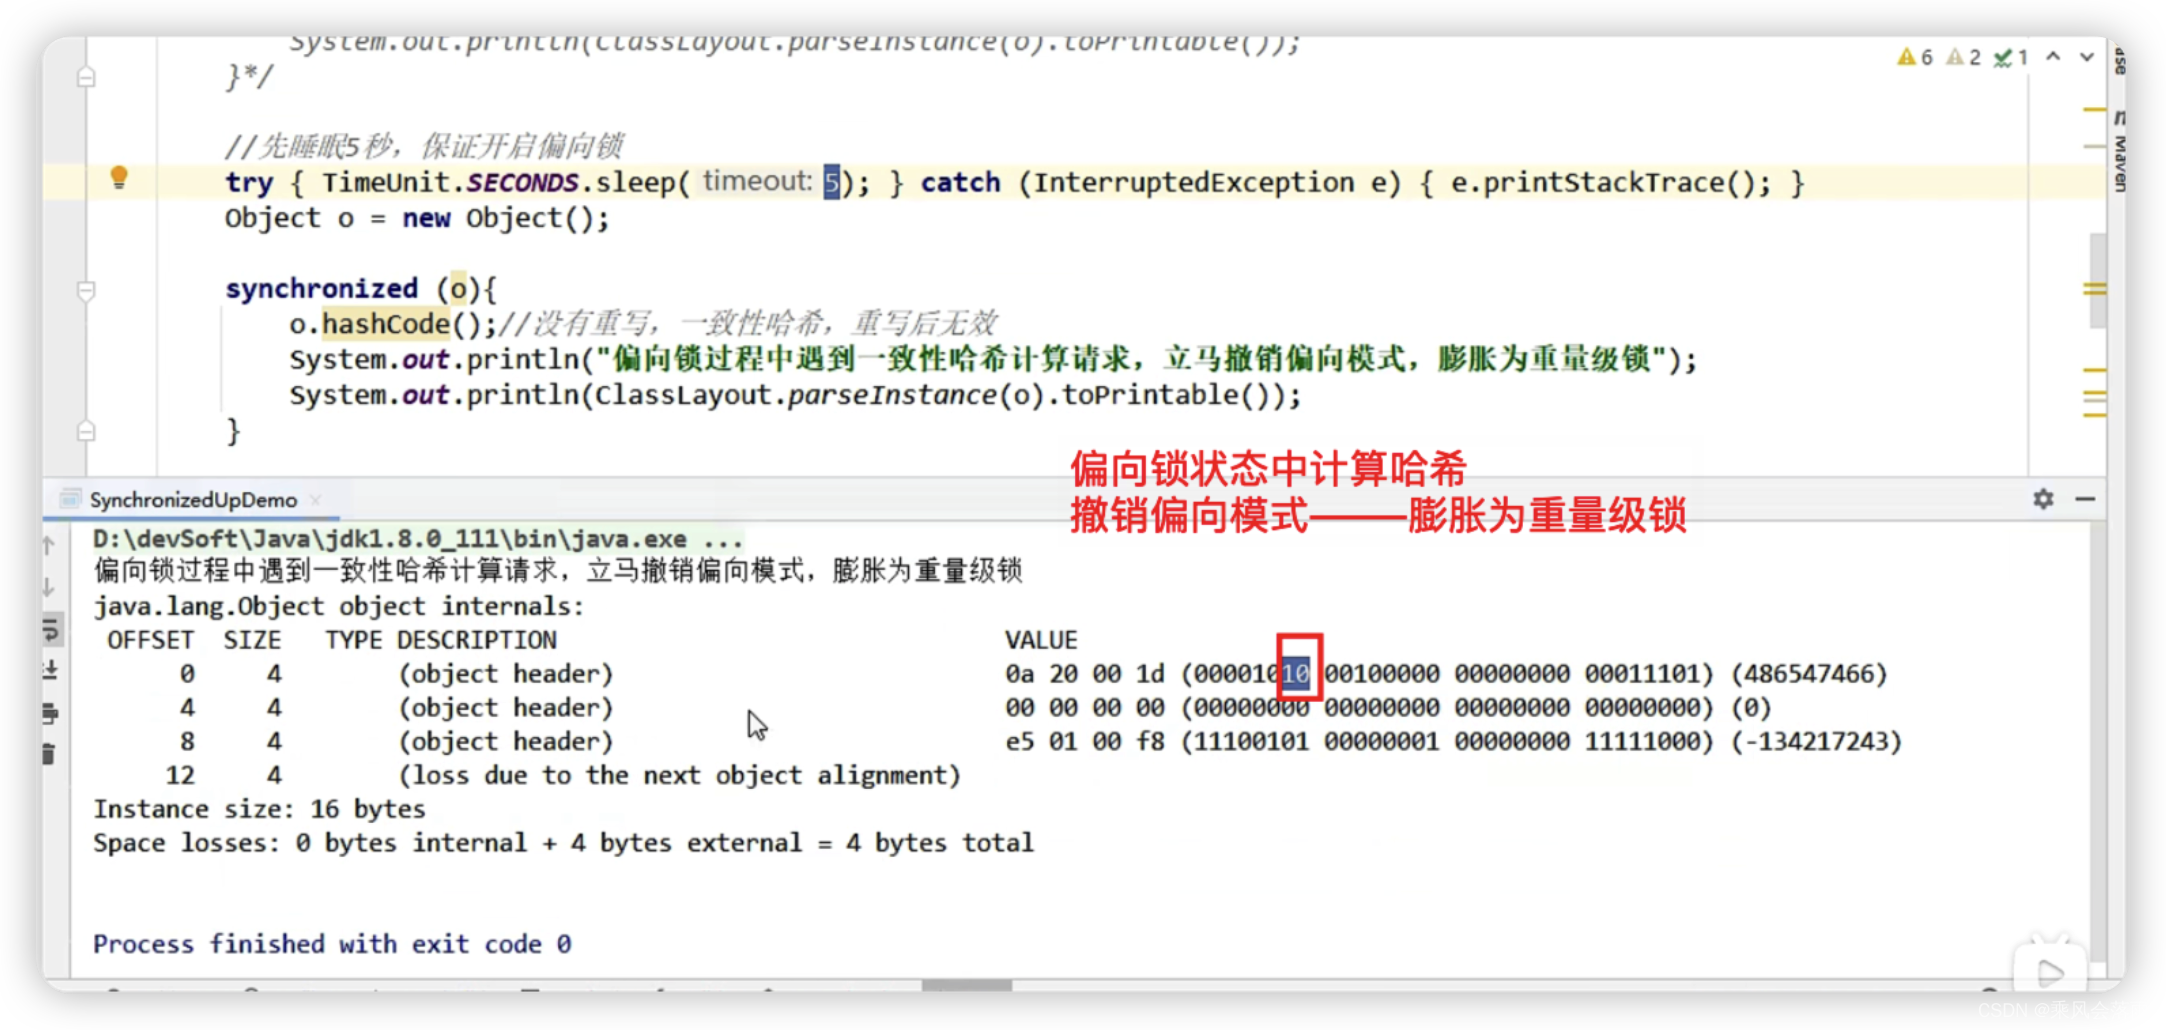 System.out.println(ClassLayout.parseInstance(o).toPrintable());
}*/
6 2 1
//先睡眠5秒，保证开启偏向锁
try { TimeUnit.SECONDS.sleep( timeout: 5); } catch (InterruptedException e) { e.printStackTrace(); }
Object o = new Object();
synchronized (o){
o.hashCode();//没有重写，一致性哈希，重写后无效
System.out.println("偏向锁过程中遇到一致性哈希计算请求，立马撤销偏向模式，膨胀为重量级锁");
System.out.println(ClassLayout.parseInstance(o).toPrintable());
}
Maven
偏向锁状态中计算哈希
撤销偏向模式——膨胀为重量级锁
SynchronizedUpDemo
D:\devSoft\Java\jdk1.8.0_111\bin\java.exe ...
偏向锁过程中遇到一致性哈希计算请求，立马撤销偏向模式，膨胀为重量级锁
java.lang.Object object internals:
OFFSET SIZE TYPE DESCRIPTION VALUE
0 4 (object header) 0a 20 00 1d (00001010 00100000 00000000 00011101) (486547466)
4 4 (object header) 00 00 00 00 (00000000 00000000 00000000 00000000) (0)
8 4 (object header) e5 01 00 f8 (11100101 00000001 00000000 11111000) (-134217243)
12 4 (loss due to the next object alignment)
Instance size: 16 bytes
Space losses: 0 bytes internal + 4 bytes external = 4 bytes total
Process finished with exit code 0